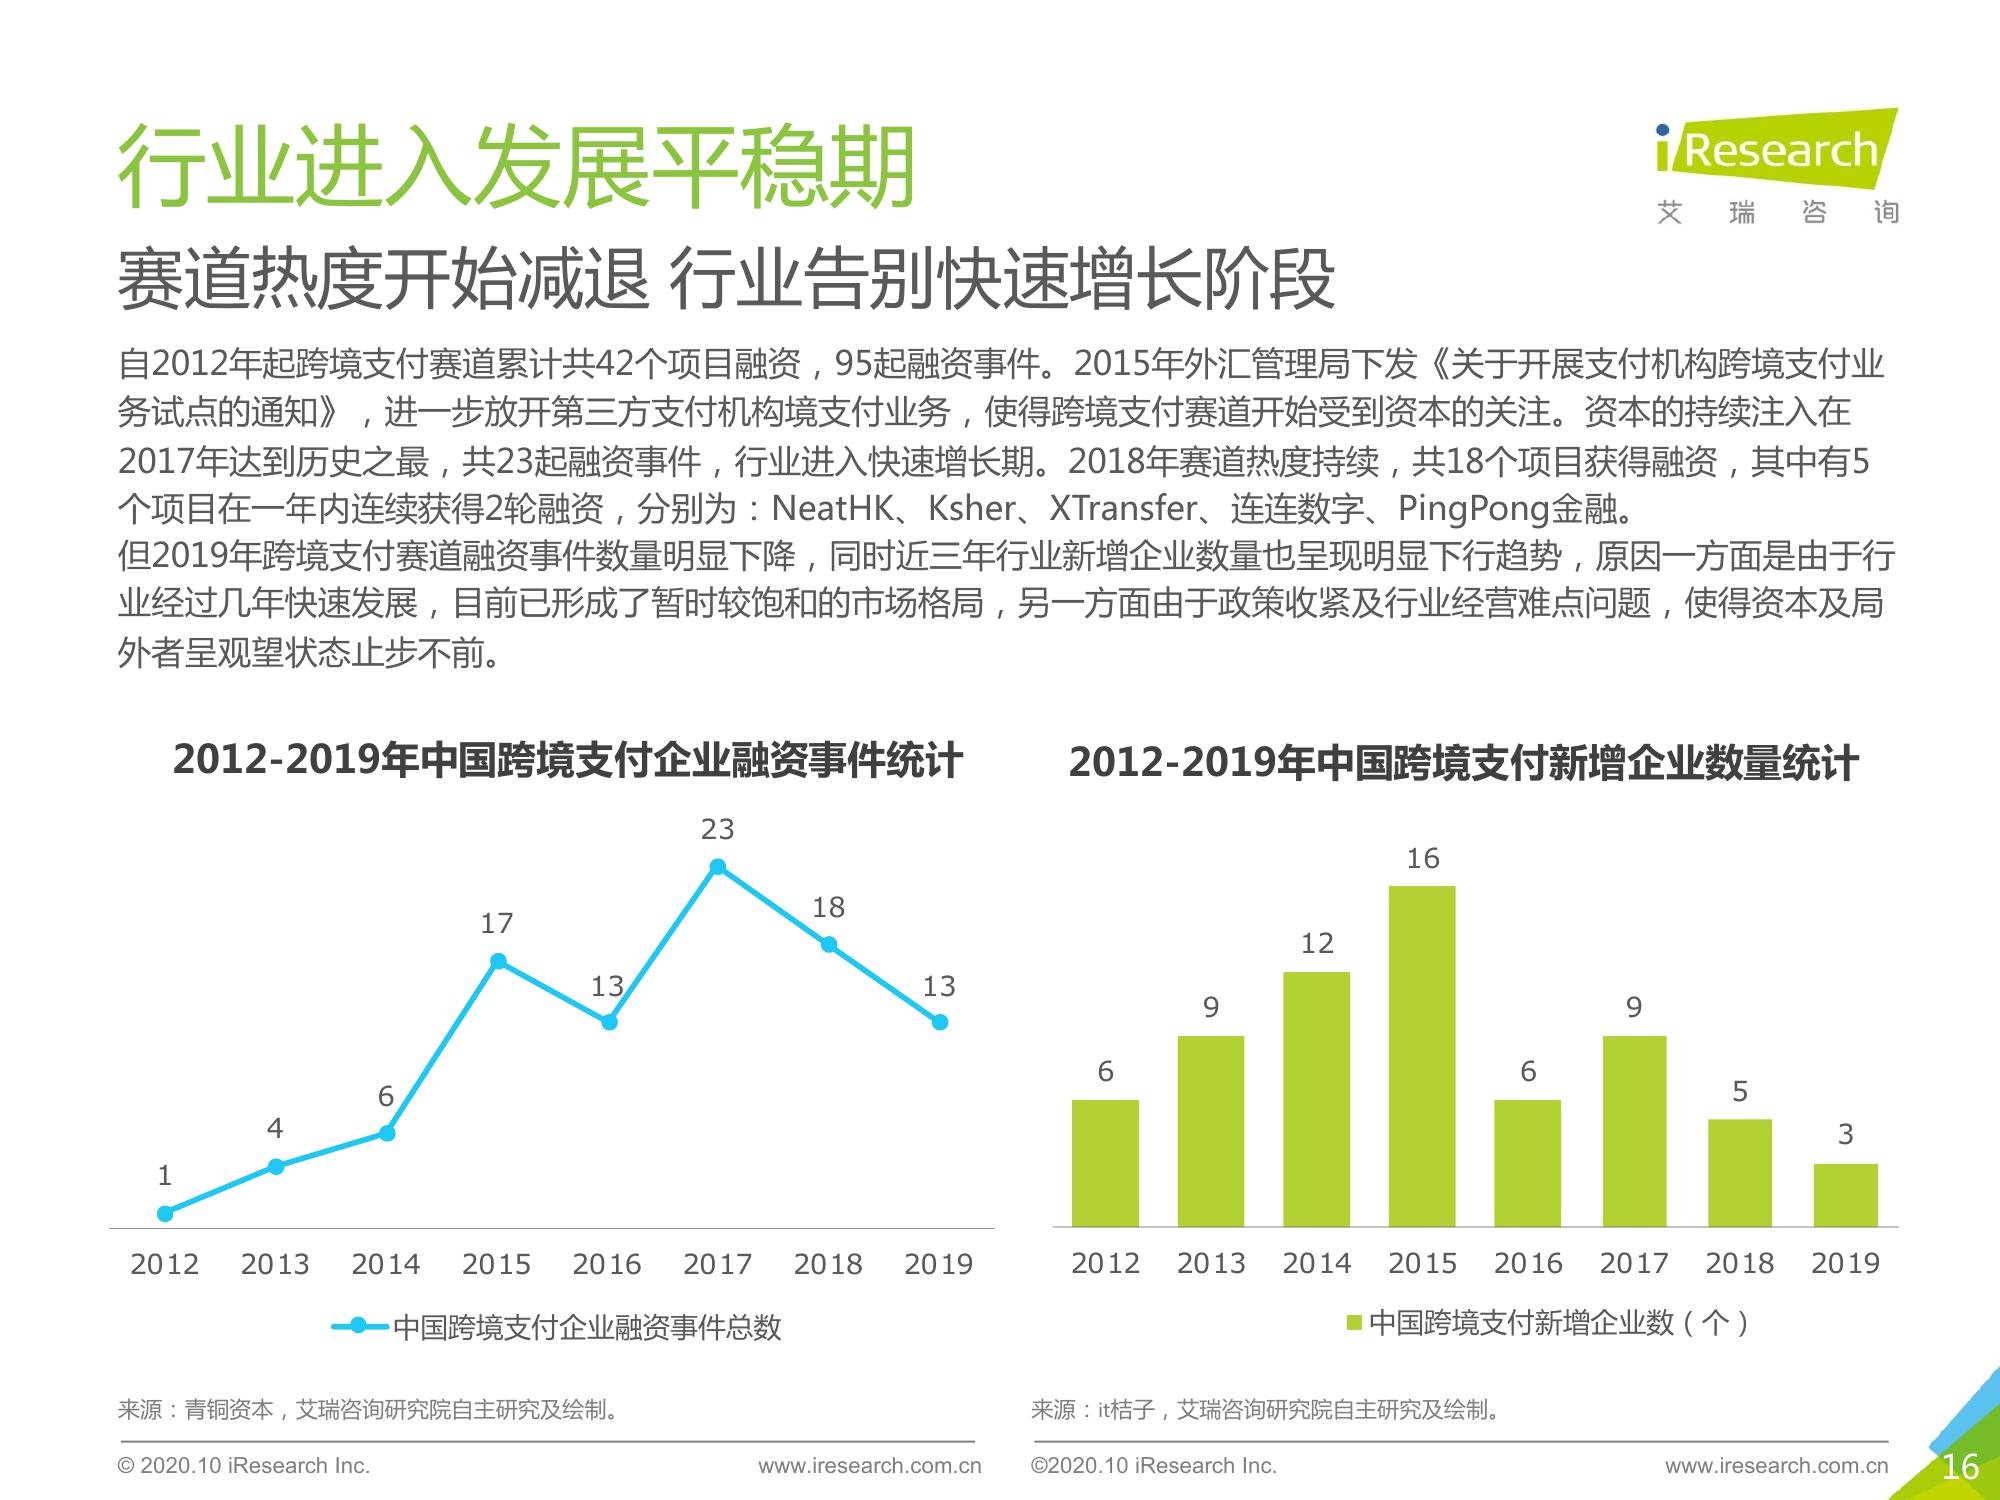 行业进入发展平稳期
iResearch
艾瑞咨询
赛道热度开始减退 行业告别快速增长阶段
自2012年起跨境支付赛道累计共42个项目融资，95起融资事件。2015年外汇管理局下发《关于开展支付机构跨境支付业
务试点的通知》，进一步放开第三方支付机构境支付业务，使得跨境支付赛道开始受到资本的关注。资本的持续注入在
2017年达到历史之最，共23起融资事件，行业进入快速增长期。2018年赛道热度持续，共18个项目获得融资，其中有5
个项目在一年内连续获得2轮融资，分别为：NeatHK、Ksher、XTransfer、连连数字、PingPong金融。
但2019年跨境支付赛道融资事件数量明显下降，同时近三年行业新增企业数量也呈现明显下行趋势，原因一方面是由于行
业经过几年快速发展，目前已形成了暂时较饱和的市场格局，另一方面由于政策收紧及行业经营难点问题，使得资本及局
外者呈观望状态止步不前。
2012-2019年中国跨境支付企业融资事件统计
1
4
6
17
13
23
18
13
2012 2013 2014 2015 2016 2017 2018 2019
中国跨境支付企业融资事件总数
2012-2019年中国跨境支付新增企业数量统计
6
9
12
16
6
9
5
3
2012 2013 2014 2015 2016 2017 2018 2019
中国跨境支付新增企业数（个）
来源：青铜资本，艾瑞咨询研究院自主研究及绘制。
来源：it桔子，艾瑞咨询研究院自主研究及绘制。
© 2020.10 iResearch Inc.
www.iresearch.com.cn
©2020.10 iResearch Inc.
www.iresearch.com.cn
16